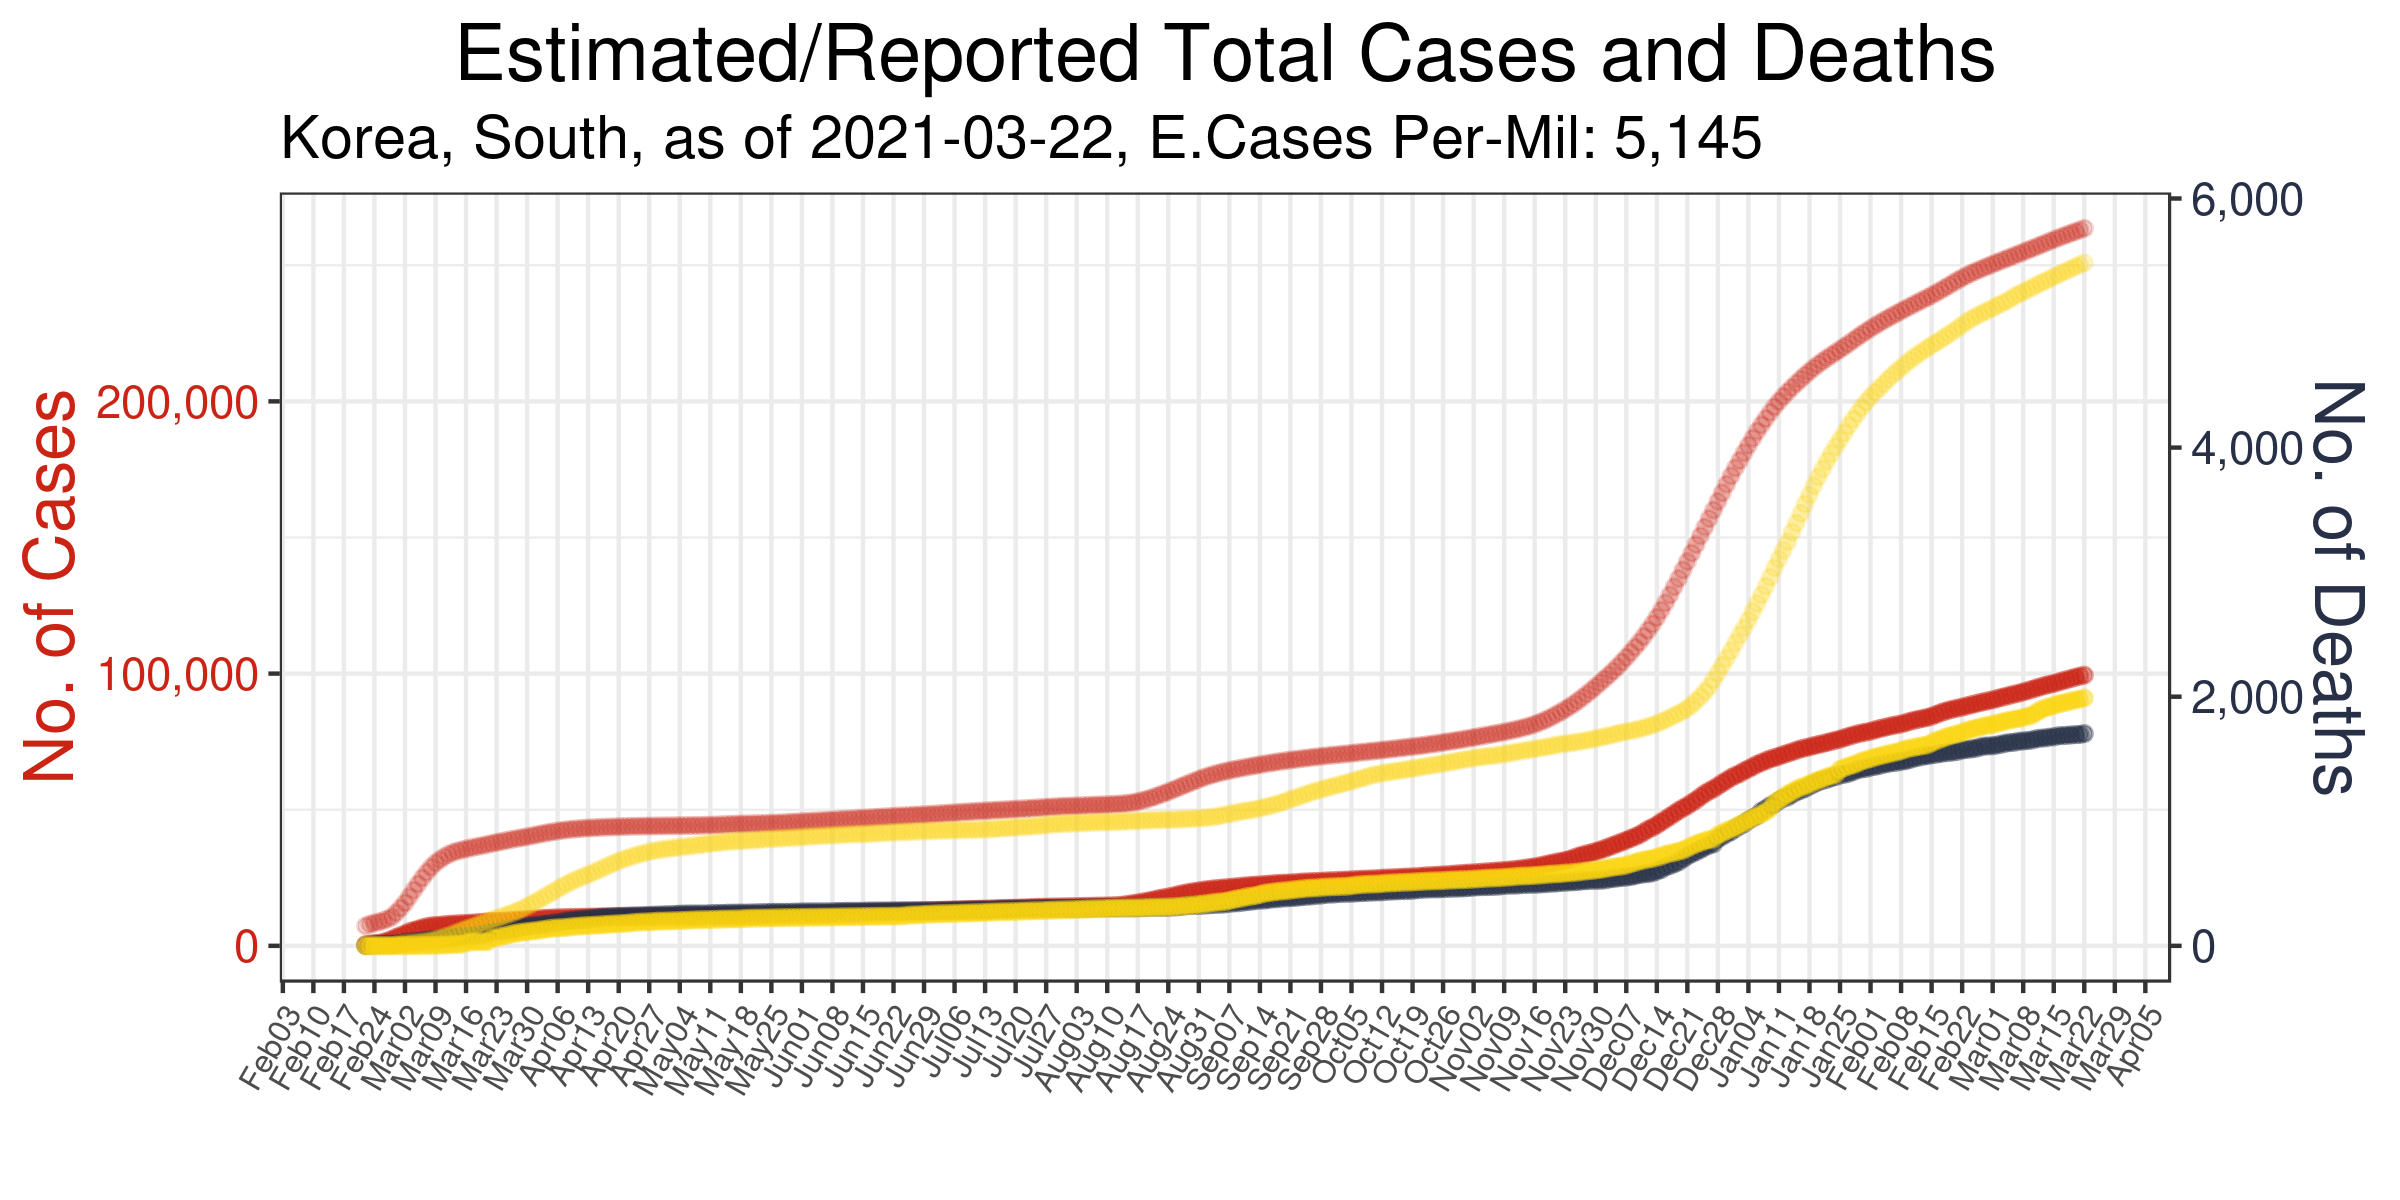 Estimated/Reported Total Cases and Deaths
Korea, South, as of 2021-03-22, E.Cases Per-Mil: 5,145
No. of Cases
200,000
100,000
0
6,000
4,000
2,000
0
No. of Deaths
Feb03
Feb10
Feb17
Feb24
Mar02
Mar09
Mar16
Mar23
Mar30
Apr06
Apr13
Apr20
Apr27
May04
May11
May18
May25
Jun01
Jun08
Jun15
Jun22
Jun29
Jul06
Jul13
Jul20
Jul27
Aug03
Aug10
Aug17
Aug24
Aug31
Sep07
Sep14
Sep21
Sep28
Oct05
Oct12
Oct19
Oct26
Nov02
Nov09
Nov16
Nov23
Nov30
Dec07
Dec14
Dec21
Dec28
Jan04
Jan11
Jan18
Jan25
Feb01
Feb08
Feb15
Feb22
Mar01
Mar08
Mar15
Mar22
Mar29
Apr05